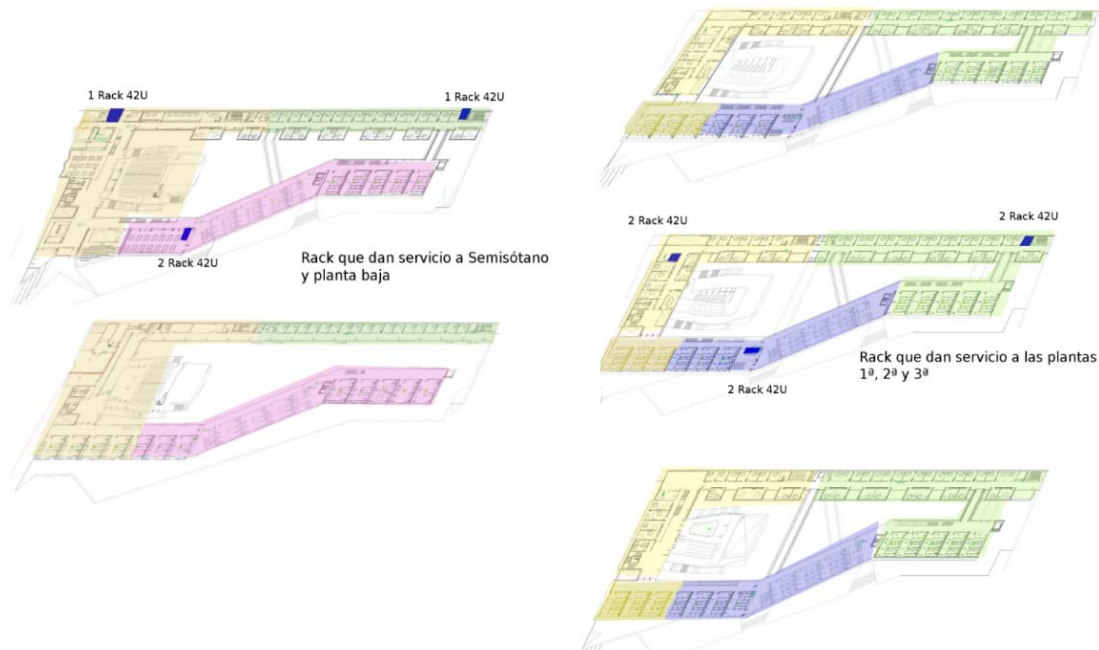 1 Rack 42U
1 Rack 42U
2 Rack 42U
Rack que dan servicio a Semisótano
y planta baja
2 Rack 42U
2 Rack 42U
2 Rack 42U
Rack que dan servicio a las plantas
1ª, 2ª y 3ª